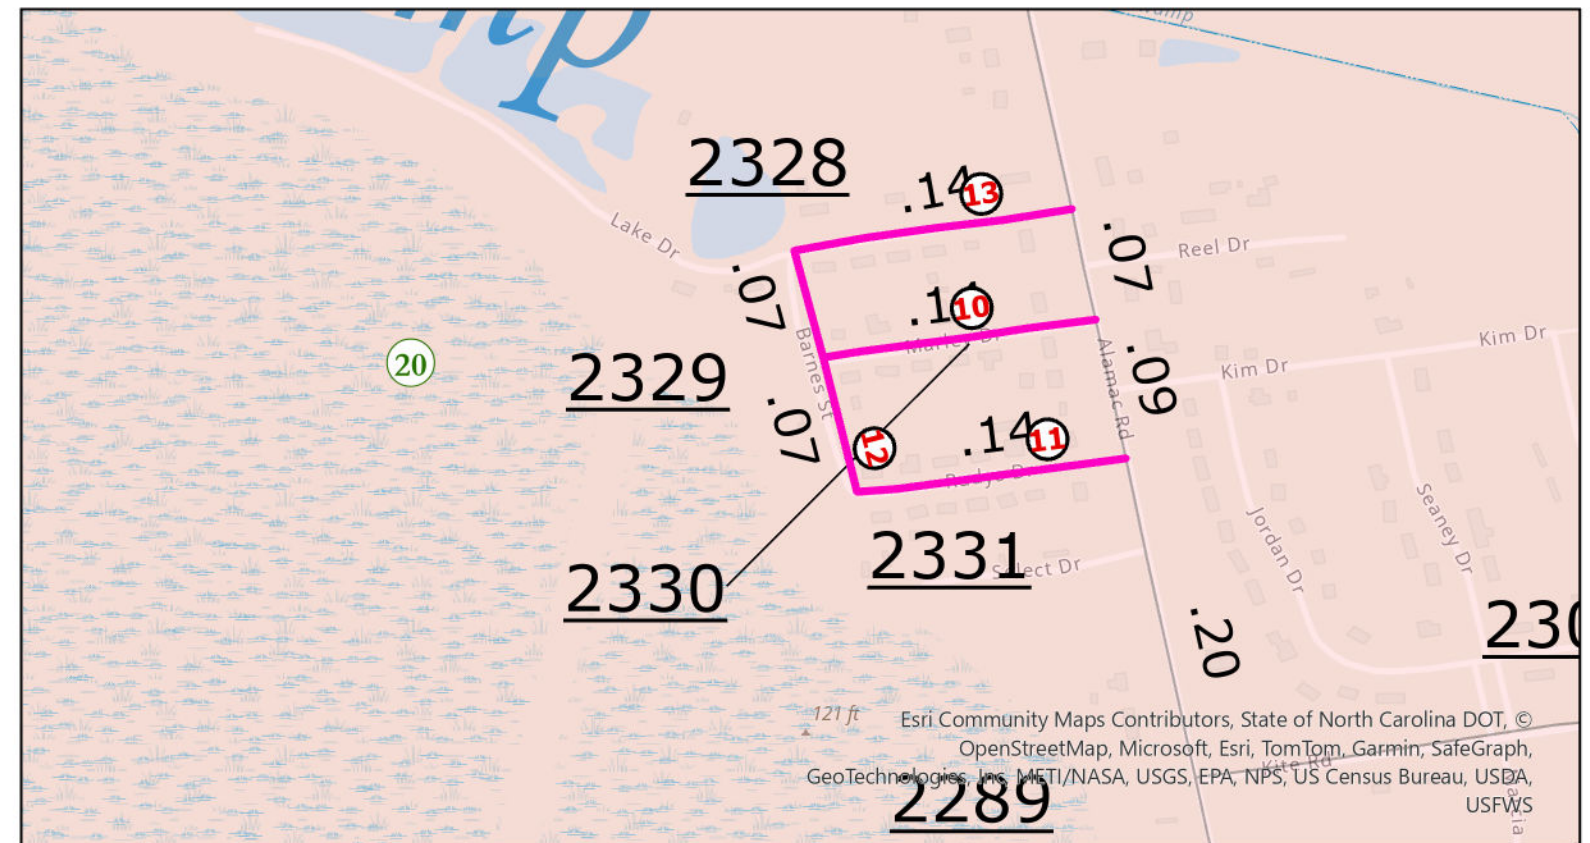 mp
2328
.14
13
Lake Dr
.07
.07
Reel Dr
10
Barnes St
Alamac Rd
Kim Dr
Kim Dr
20
2329
.09
.07
12
.14
11
2331
2330
Select Dr
Jordan Dr
Seaney Dr
.20
230
121 ft
Esri Community Maps Contributors, State of North Carolina DOT, ©
OpenStreetMap, Microsoft, Esri, TomTom, Garmin, SafeGraph,
GeoTechnologies, Inc, METI/NASA, USGS, EPA, NPS, US Census Bureau, USDA,
USFWS
Kite Rd
2289